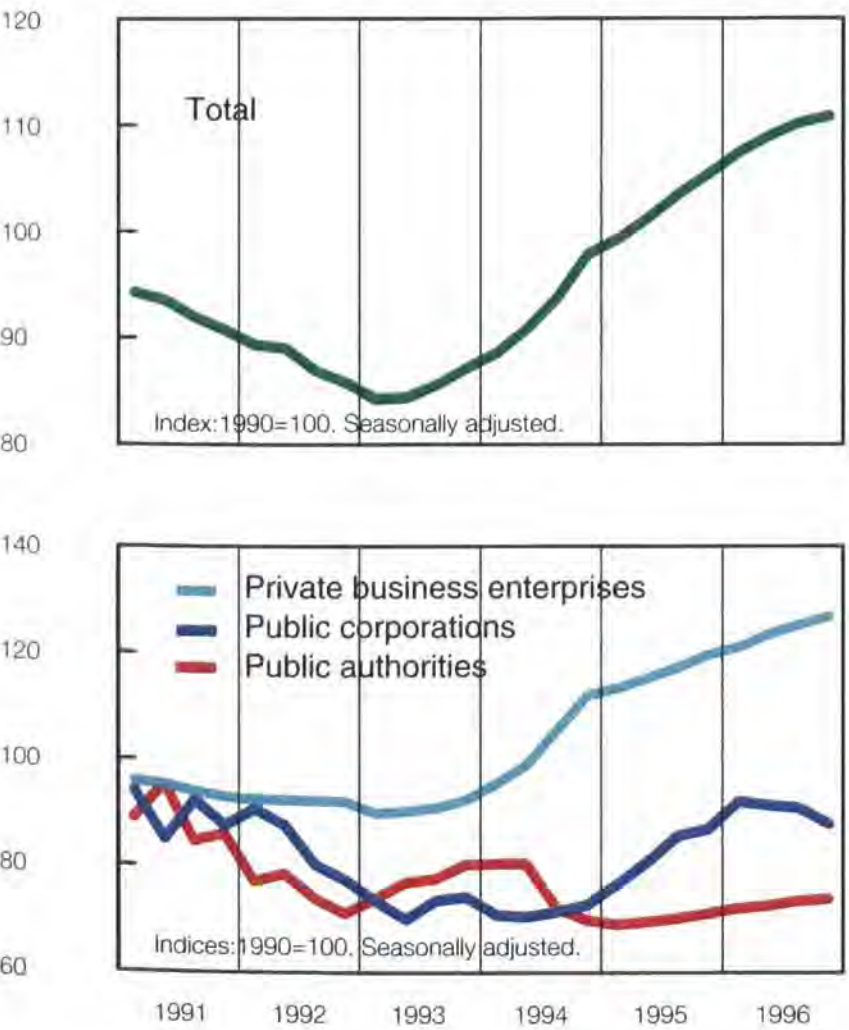 120
Total
110
100
90
Index:1990=100. Seasonally adjusted.
80
140
Private business enterprises
Public corporations
120
Public authorities
100
80
Indices:1990=100. Seasonally adjusted.
60
1991 1992 1993 1994 1995 1996